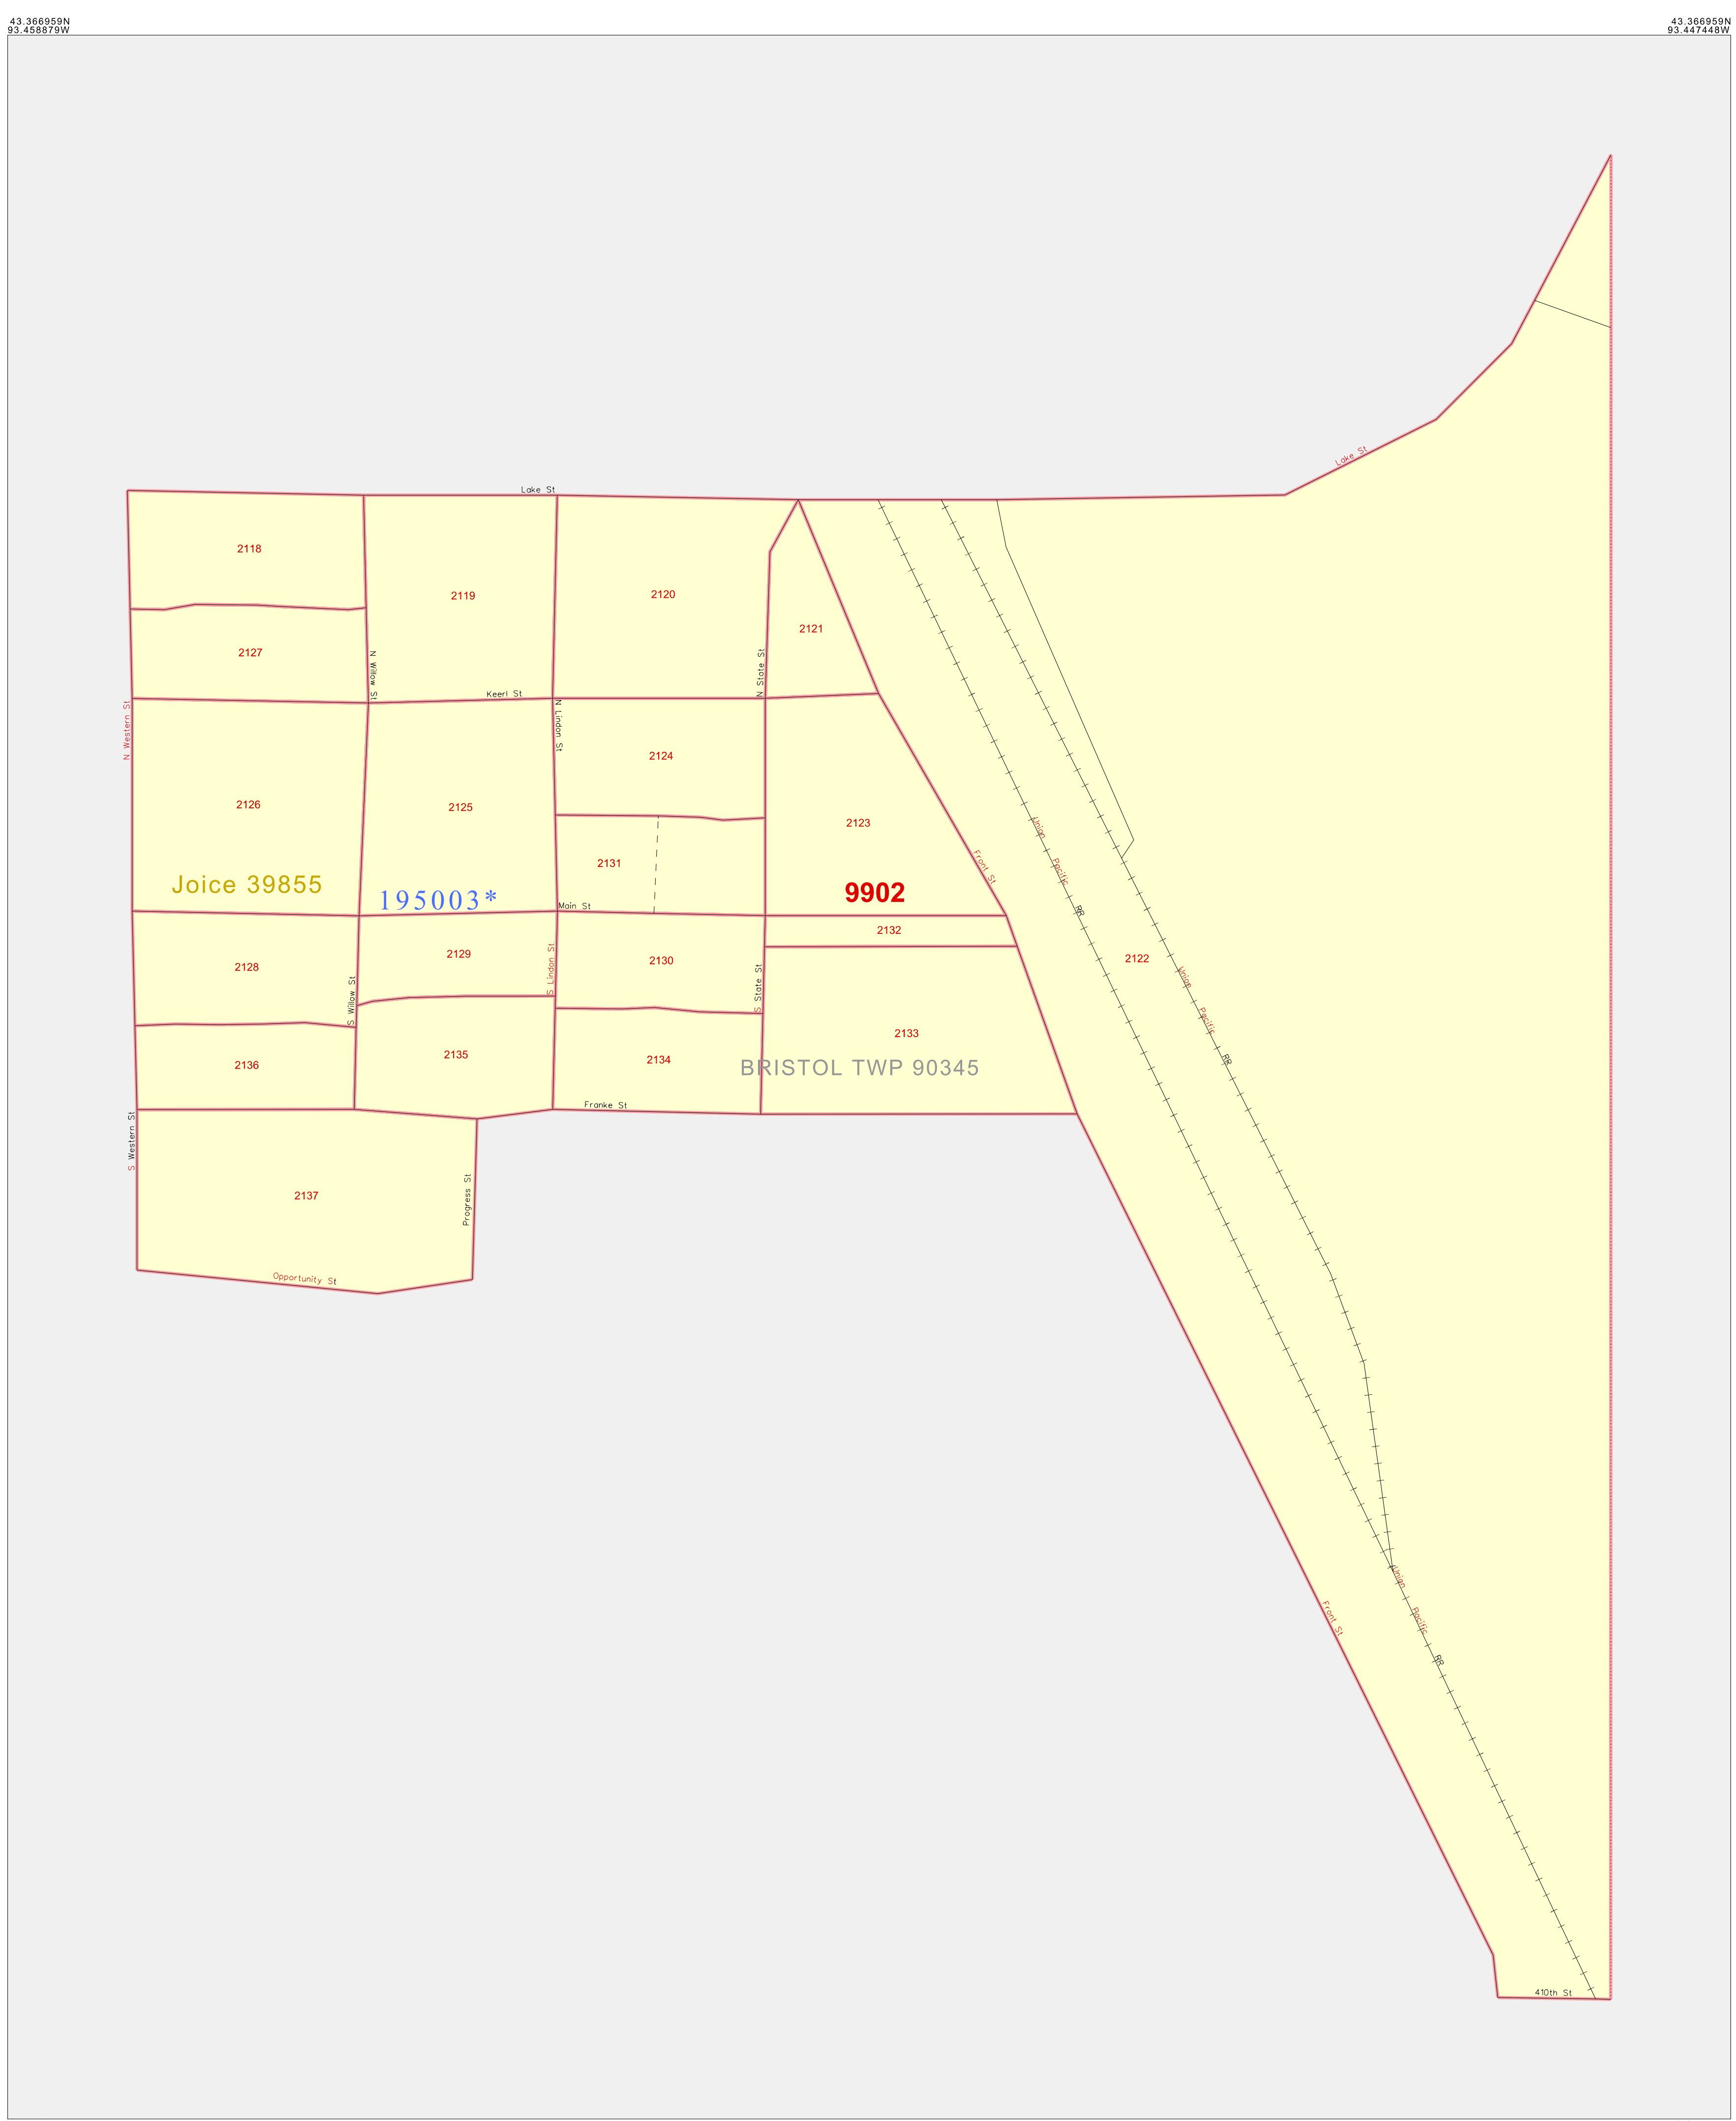 43.366959N
93.458879W
43.366959N
93.447448W
Lake St
Lake St
2118
2119
2120
2121
2127
N Willow St
N State St
Keerl St
N Western St
N Lindon St
2124
2126
2125
2123
2131
Union Pacific RR
Front St
Joice 39855
195003*
9902
Main St
2132
2122
2128
2129
S Lindon St
2130
S State St
S Willow St
Union Pacific RR
2133
2136
2135
2134
BRISTOL TWP 90345
Franke St
S Western St
2137
Progress St
Opportunity St
Union Pacific RR
Front St
410th St